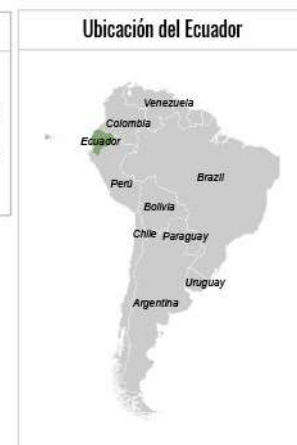 Ubicación del Ecuador
Venezuela
Colombia
Ecuador
Perú
Brazil
Bolivia
Chile Paraguay
Uruguay
Argentina